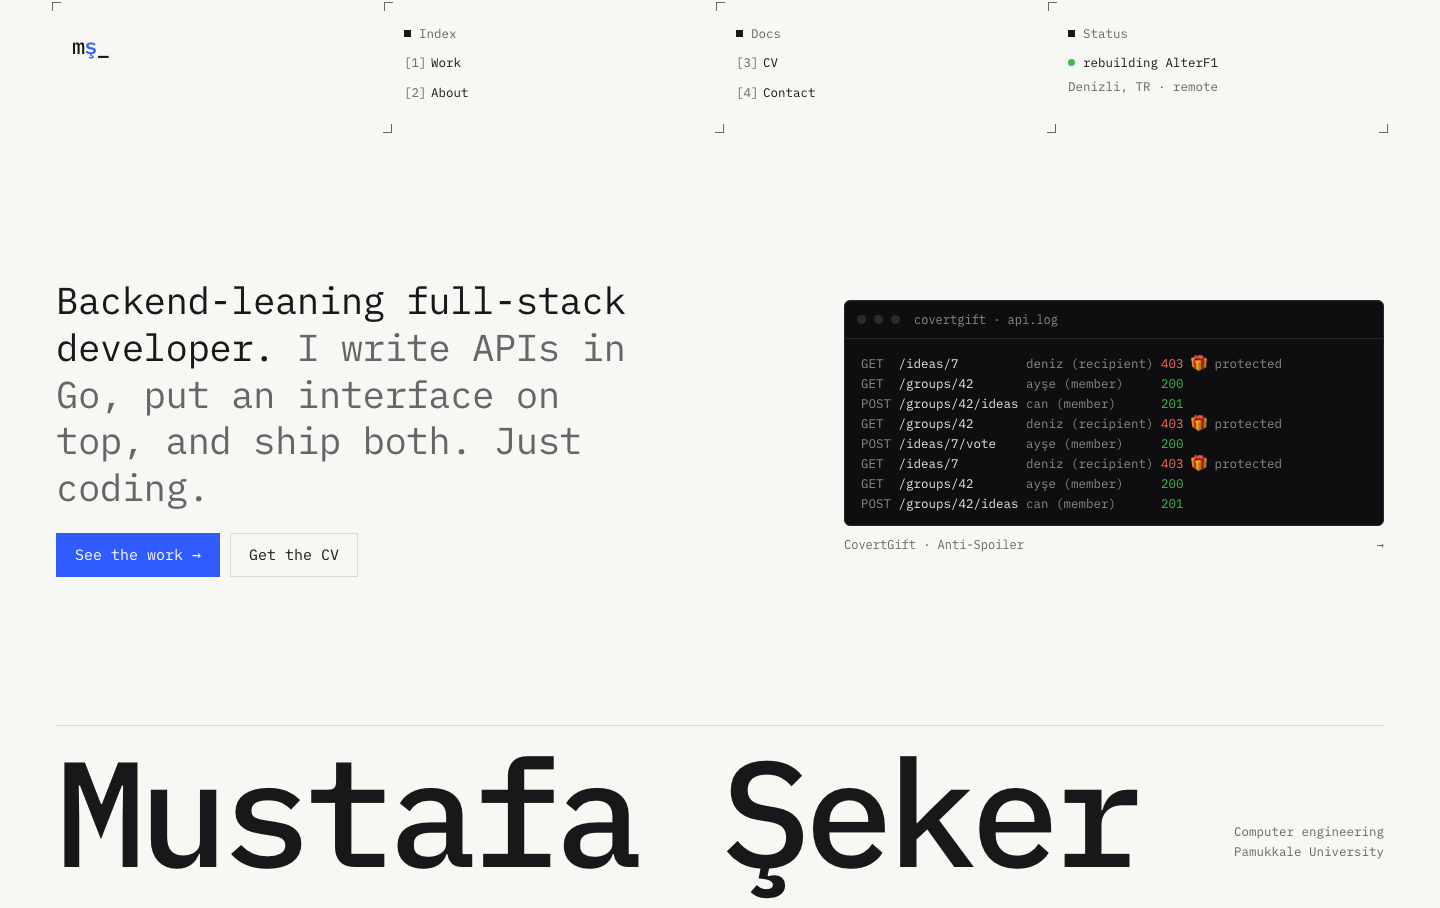 mş_
Index
[1] Work
[2] About
Docs
[3] CV
[4] Contact
Status
rebuilding AlterF1
Denizli, TR · remote
Backend-leaning full-stack
developer. I write APIs in
Go, put an interface on
top, and ship both. Just
coding.
See the work →
Get the CV
covertgift · api.log
GET /ideas/7 deniz (recipient) 403 🎁 protected
GET /groups/42 ayşe (member) 200
POST /groups/42/ideas can (member) 201
GET /groups/42 deniz (recipient) 403 🎁 protected
POST /ideas/7/vote ayşe (member) 200
GET /ideas/7 deniz (recipient) 403 🎁 protected
GET /groups/42 ayşe (member) 200
POST /groups/42/ideas can (member) 201
CovertGift · Anti-Spoiler →
Mustafa Şeker
Computer engineering
Pamukkale University